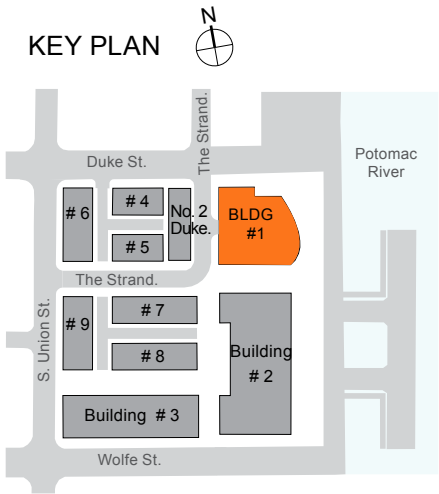 N
KEY PLAN
The Strand.
Duke St.
Potomac
River
# 6
# 4
No. 2
Duke.
BLDG
#1
# 5
The Strand.
S. Union St.
# 9
# 7
# 8
Building
# 2
Building # 3
Wolfe St.